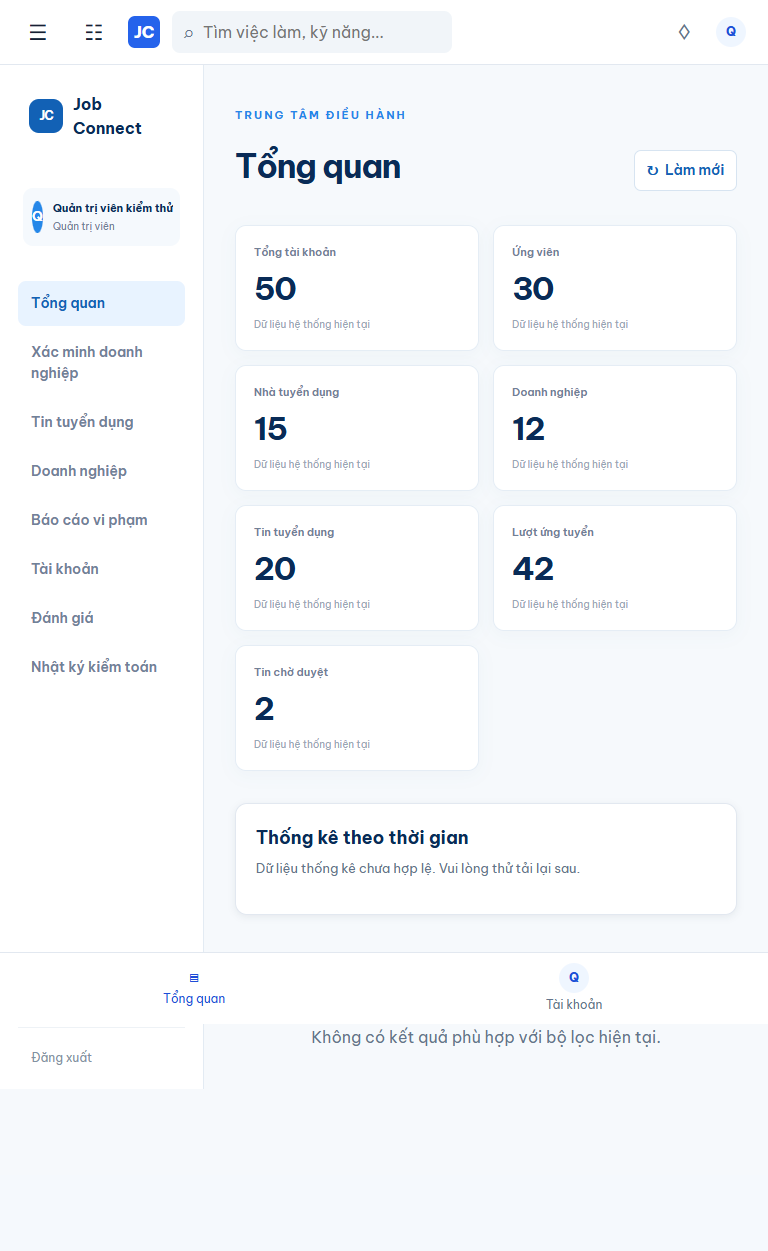 JC
Tìm việc làm, kỹ năng...
Q
JC
Job
Connect
Q
Quản trị viên kiểm thử
Quản trị viên
Tổng quan
Xác minh doanh
nghiệp
Tin tuyển dụng
Doanh nghiệp
Báo cáo vi phạm
Tài khoản
Đánh giá
Nhật ký kiểm toán
TRUNG TÂM ĐIỀU HÀNH
Tổng quan
↻ Làm mới
Tổng tài khoản
50
Dữ liệu hệ thống hiện tại
Ứng viên
30
Dữ liệu hệ thống hiện tại
Nhà tuyển dụng
15
Dữ liệu hệ thống hiện tại
Doanh nghiệp
12
Dữ liệu hệ thống hiện tại
Tin tuyển dụng
20
Dữ liệu hệ thống hiện tại
Lượt ứng tuyển
42
Dữ liệu hệ thống hiện tại
Tin chờ duyệt
2
Dữ liệu hệ thống hiện tại
Thống kê theo thời gian
Dữ liệu thống kê chưa hợp lệ. Vui lòng thử tải lại sau.
Tổng quan
Q
Tài khoản
Không có kết quả phù hợp với bộ lọc hiện tại.
Đăng xuất